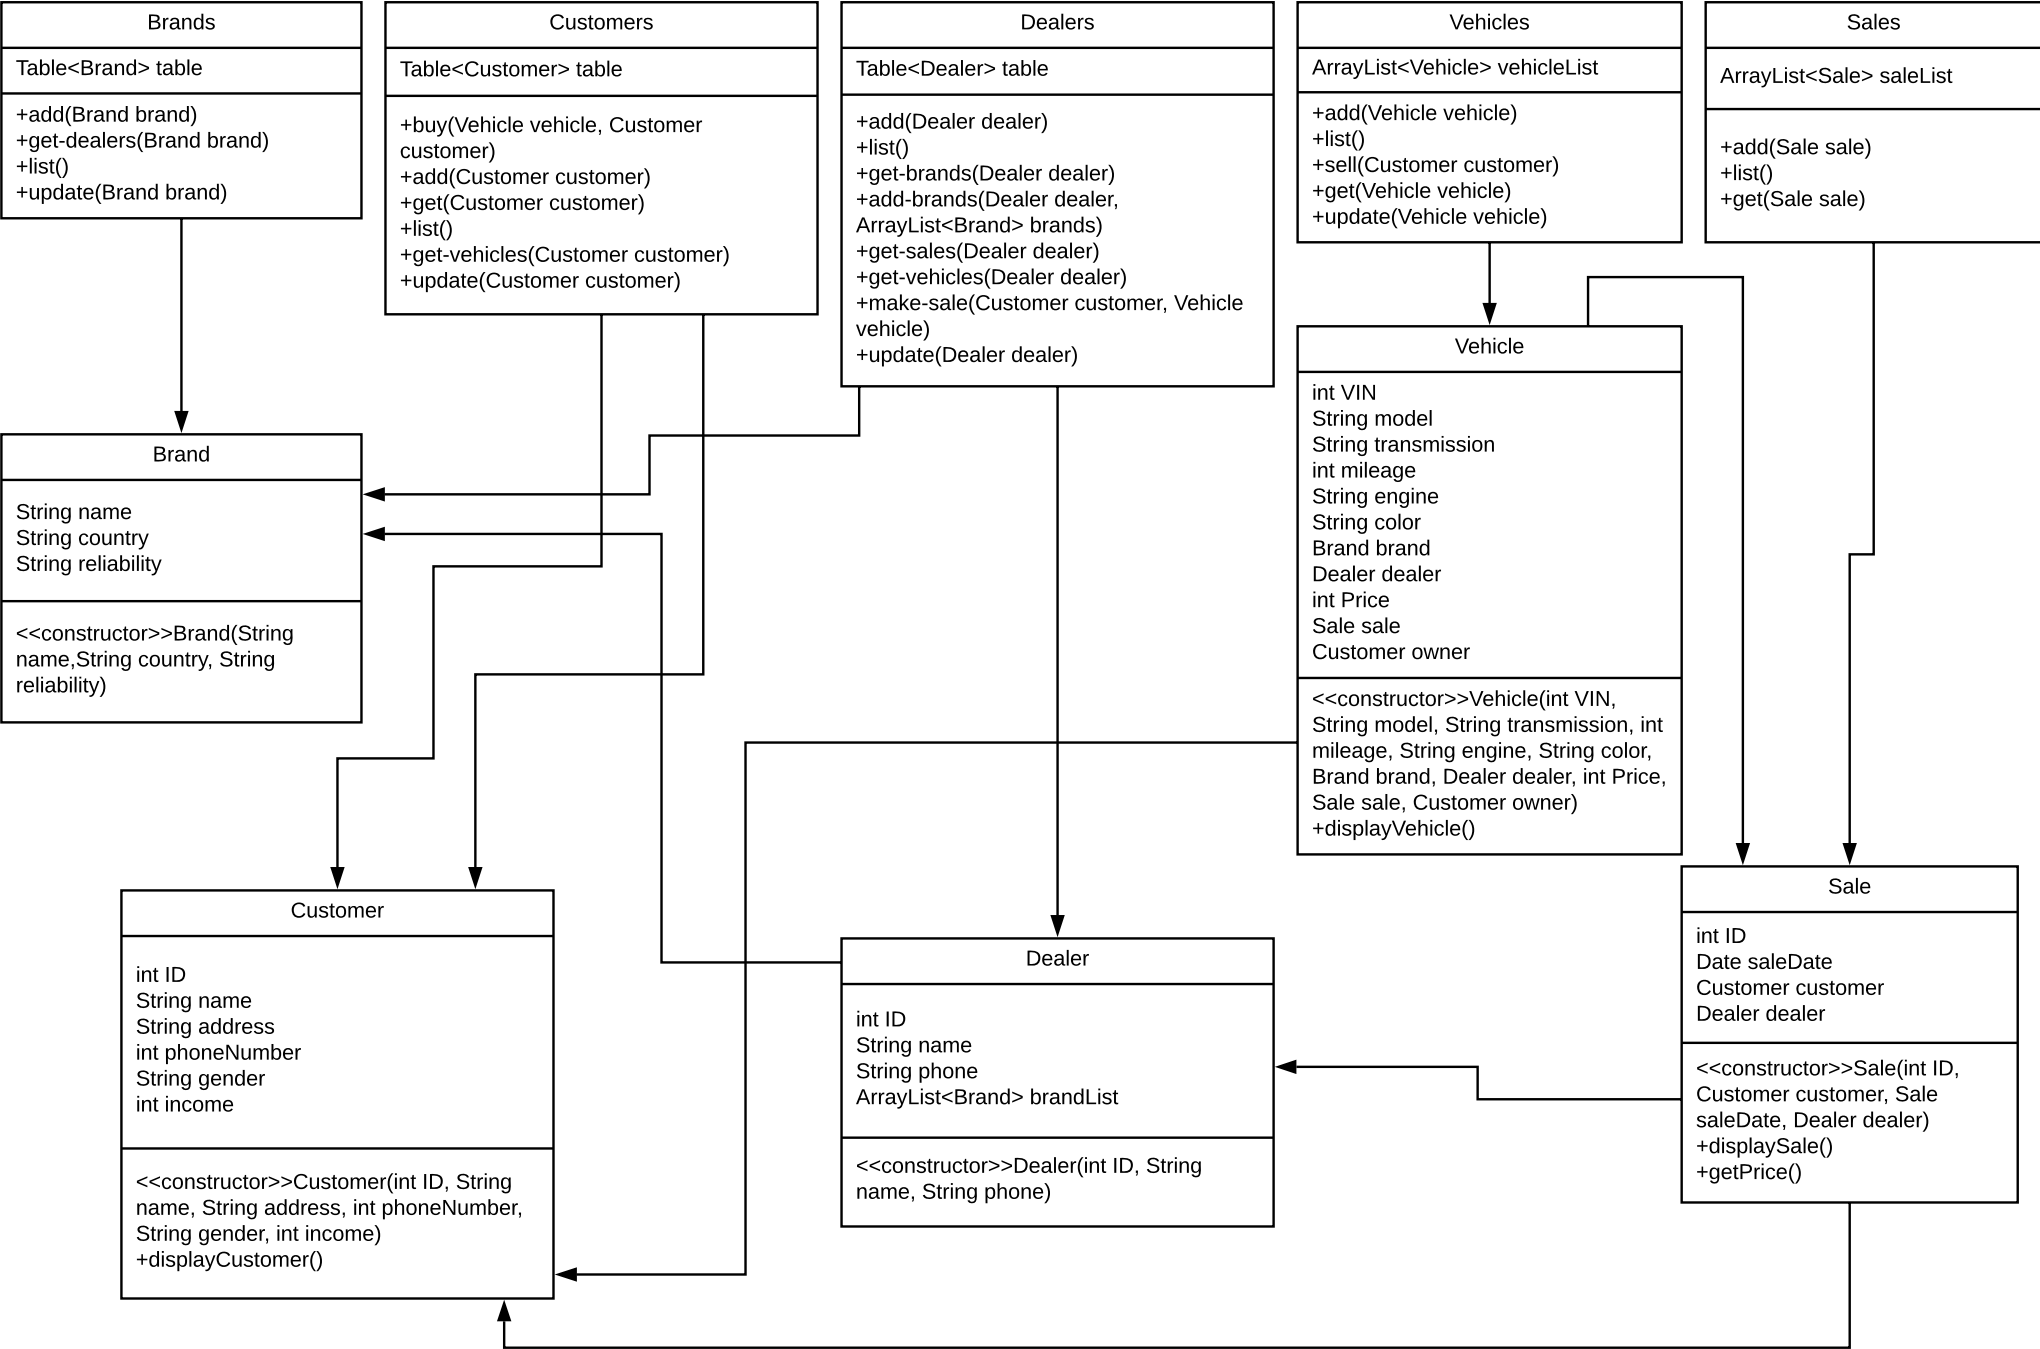 Brands
Table<Brand> table
+add(Brand brand)
+get-dealers(Brand brand)
+list()
+update(Brand brand)
Customers
Table<Customer> table
+buy(Vehicle vehicle, Customer
customer)
+add(Customer customer)
+get(Customer customer)
+list()
+get-vehicles(Customer customer)
+update(Customer customer)
Dealers
Table<Dealer> table
+add(Dealer dealer)
+list()
+get-brands(Dealer dealer)
+add-brands(Dealer dealer,
ArrayList<Brand> brands)
+get-sales(Dealer dealer)
+get-vehicles(Dealer dealer)
+make-sale(Customer customer, Vehicle
vehicle)
+update(Dealer dealer)
Vehicles
ArrayList<Vehicle> vehicleList
+add(Vehicle vehicle)
+list()
+sell(Customer customer)
+get(Vehicle vehicle)
+update(Vehicle vehicle)
Sales
ArrayList<Sale> saleList
+add(Sale sale)
+list()
+get(Sale sale)
Brand
String name
String country
String reliability
<<constructor>>Brand(String
name,String country, String
reliability)
Vehicle
int VIN
String model
String transmission
int mileage
String engine
String color
Brand brand
Dealer dealer
int Price
Sale sale
Customer owner
<<constructor>>Vehicle(int VIN,
String model, String transmission, int
mileage, String engine, String color,
Brand brand, Dealer dealer, int Price,
Sale sale, Customer owner)
+displayVehicle()
Customer
int ID
String name
String address
int phoneNumber
String gender
int income
<<constructor>>Customer(int ID, String
name, String address, int phoneNumber,
String gender, int income)
+displayCustomer()
Dealer
int ID
String name
String phone
ArrayList<Brand> brandList
<<constructor>>Dealer(int ID, String
name, String phone)
Sale
int ID
Date saleDate
Customer customer
Dealer dealer
<<constructor>>Sale(int ID,
Customer customer, Sale
saleDate, Dealer dealer)
+displaySale()
+getPrice()